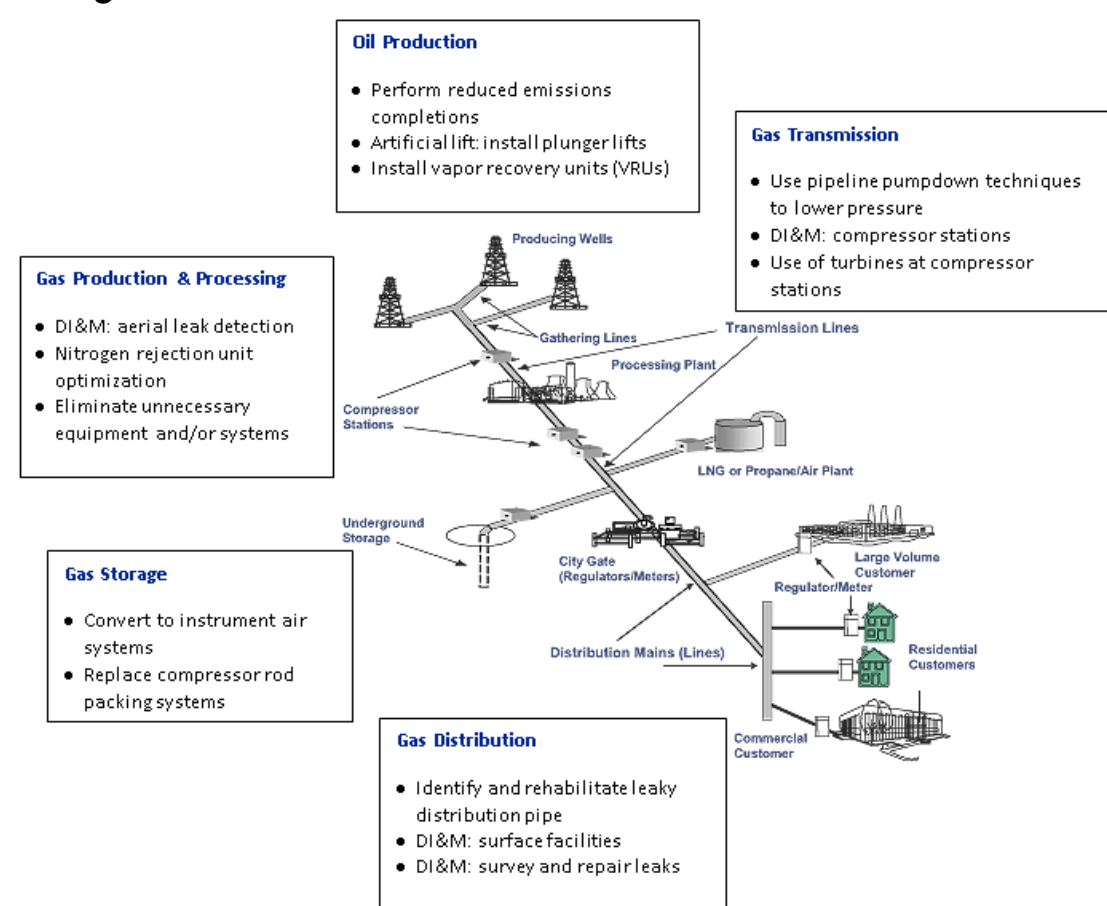 Oil Production
● Perform reduced emissions
completions
● Artificial lift: install plunger lifts
● Install vapor recovery units (VRUs)
Gas Transmission
● Use pipeline pumpdown techniques
to lower pressure
● DI&M: compressor stations
● Use of turbines at compressor
stations
Gas Production & Processing
● DI&M: aerial leak detection
● Nitrogen rejection unit
optimization
● Eliminate unnecessary
equipment and/or systems
Producing Wells
Gathering Lines
Transmission Lines
Processing Plant
Compressor
Stations
LNG or Propane/Air Plant
Underground
Storage
City Gate
(Regulators/Meters)
Large Volume
Customer
Regulator/Meter
Distribution Mains (Lines)
Residential
Customers
Commercial
Customer
Gas Storage
● Convert to instrument air
systems
● Replace compressor rod
packing systems
Gas Distribution
● Identify and rehabilitate leaky
distribution pipe
● DI&M: surface facilities
● DI&M: survey and repair leaks